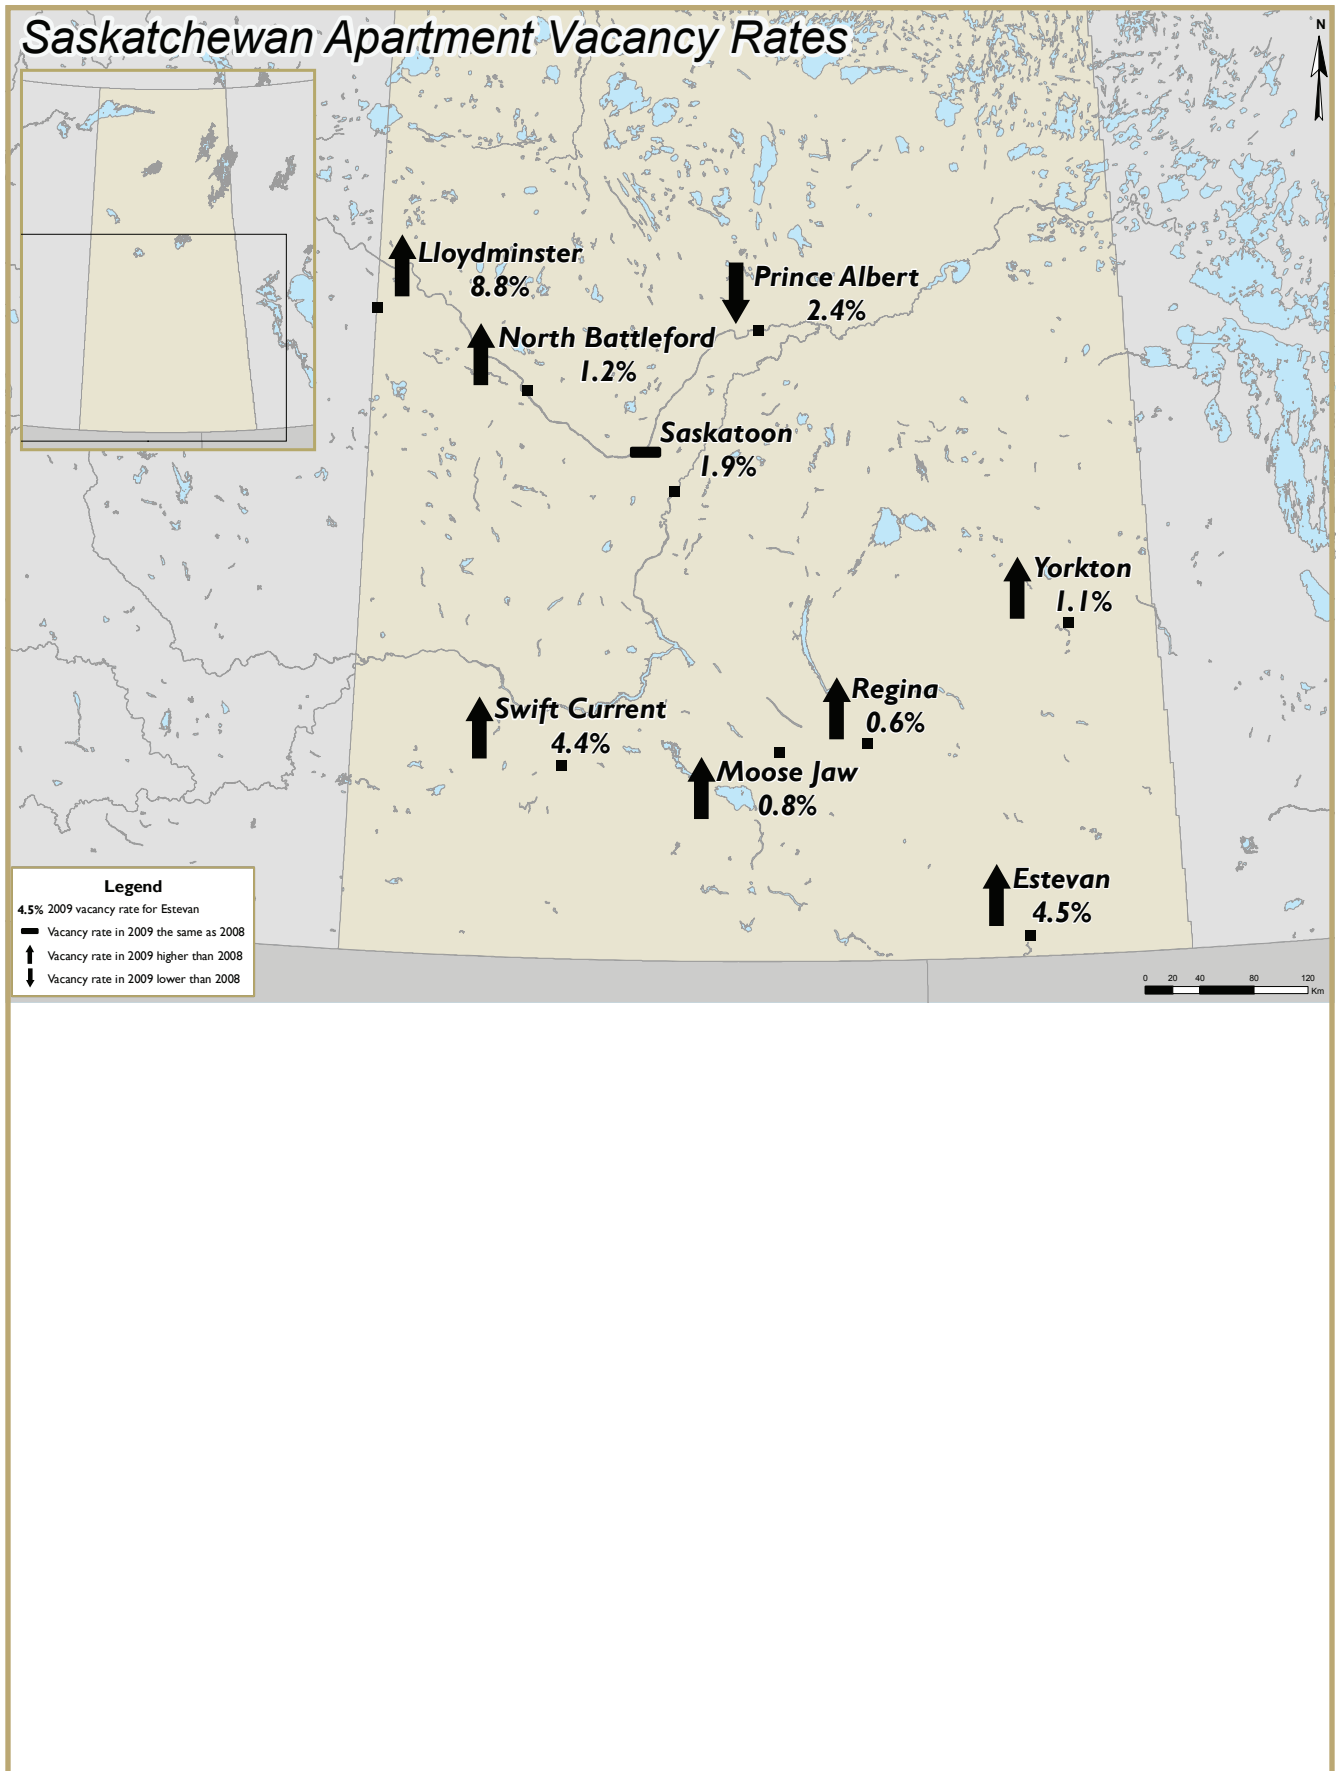 Saskatchewan Apartment Vacancy Rates
N
Lloydminster
8.8%
Prince Albert
2.4%
North Battleford
1.2%
Saskatoon
1.9%
Yorkton
1.1%
Regina
0.6%
Swift Current
4.4%
Moose Jaw
0.8%
Estevan
4.5%
Legend
4.5% 2009 vacancy rate for Estevan
Vacancy rate in 2009 the same as 2008
Vacancy rate in 2009 higher than 2008
Vacancy rate in 2009 lower than 2008
0 20 40 80 120
Km